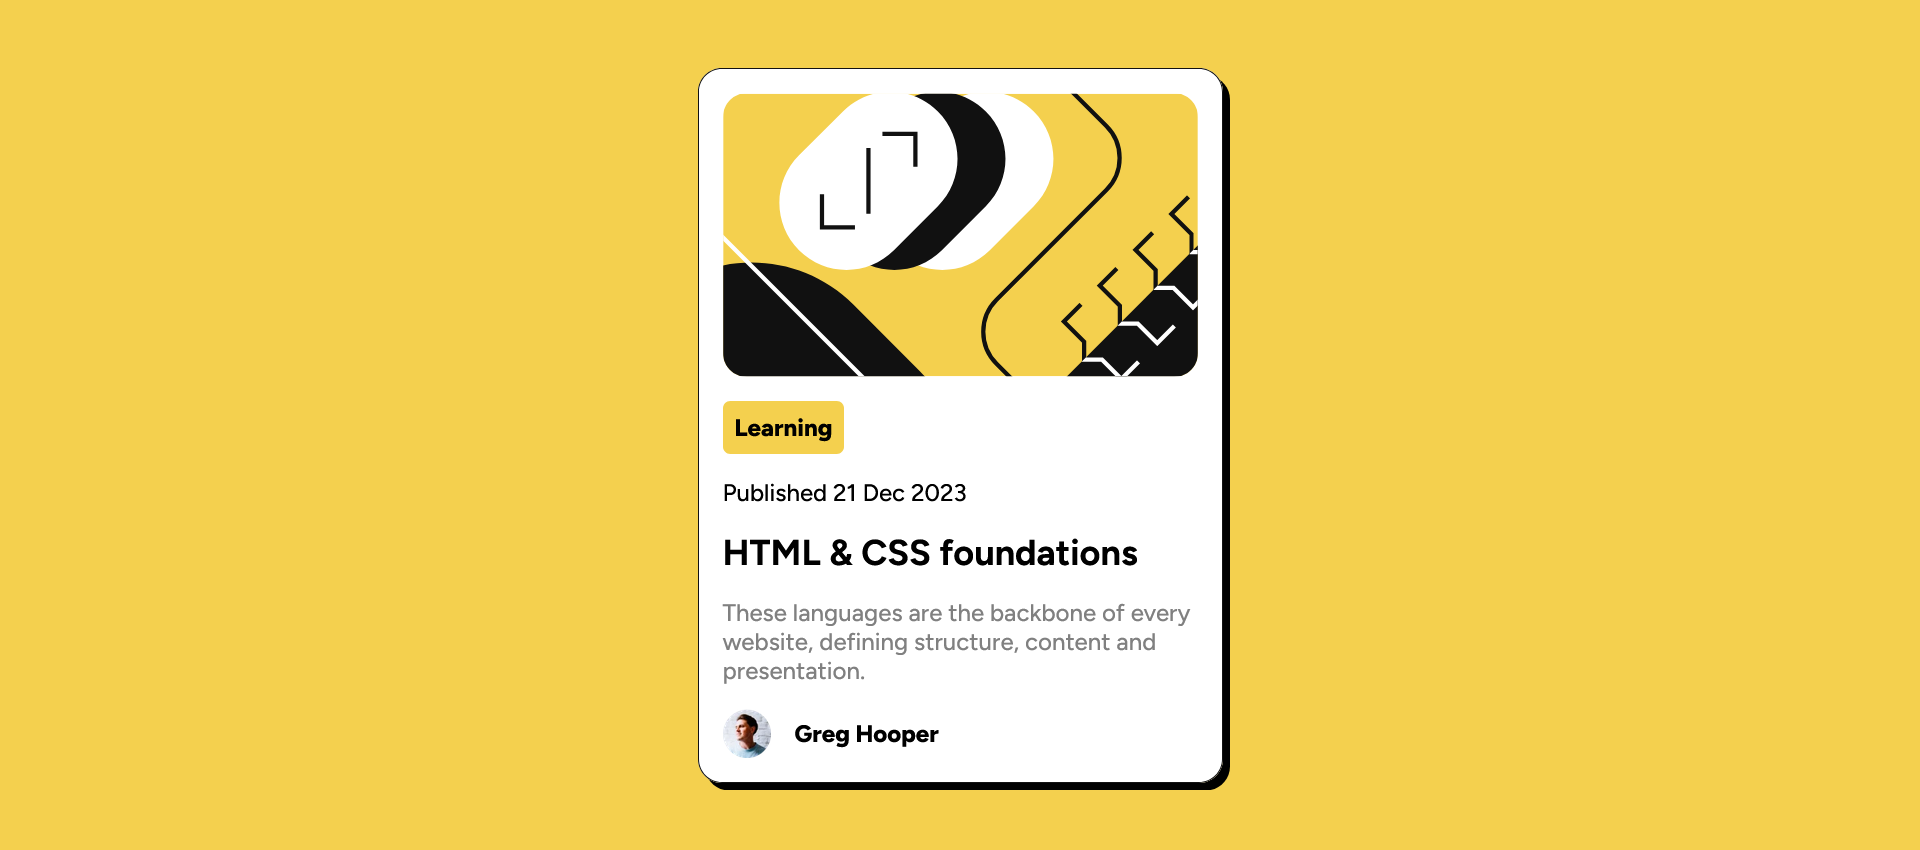 Learning
Published 21 Dec 2023
HTML & CSS foundations
These languages are the backbone of every
website, defining structure, content and
presentation.
Greg Hooper